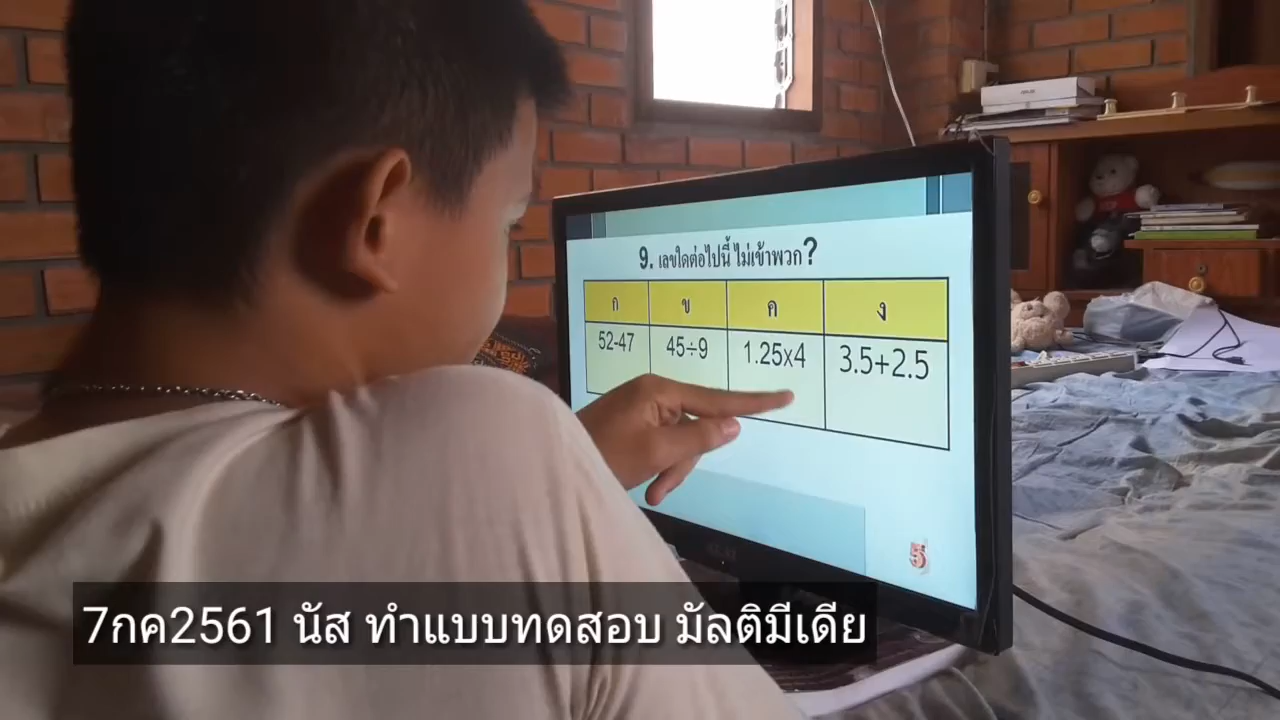 9. เลขใดต่อไปนี้ ไม่เข้าพวก?
ก ข ค ง
52-47 45÷9 1.25x4 3.5+2.5
5
7กค2561 นัส ทำแบบทดสอบ มัลติมีเดีย